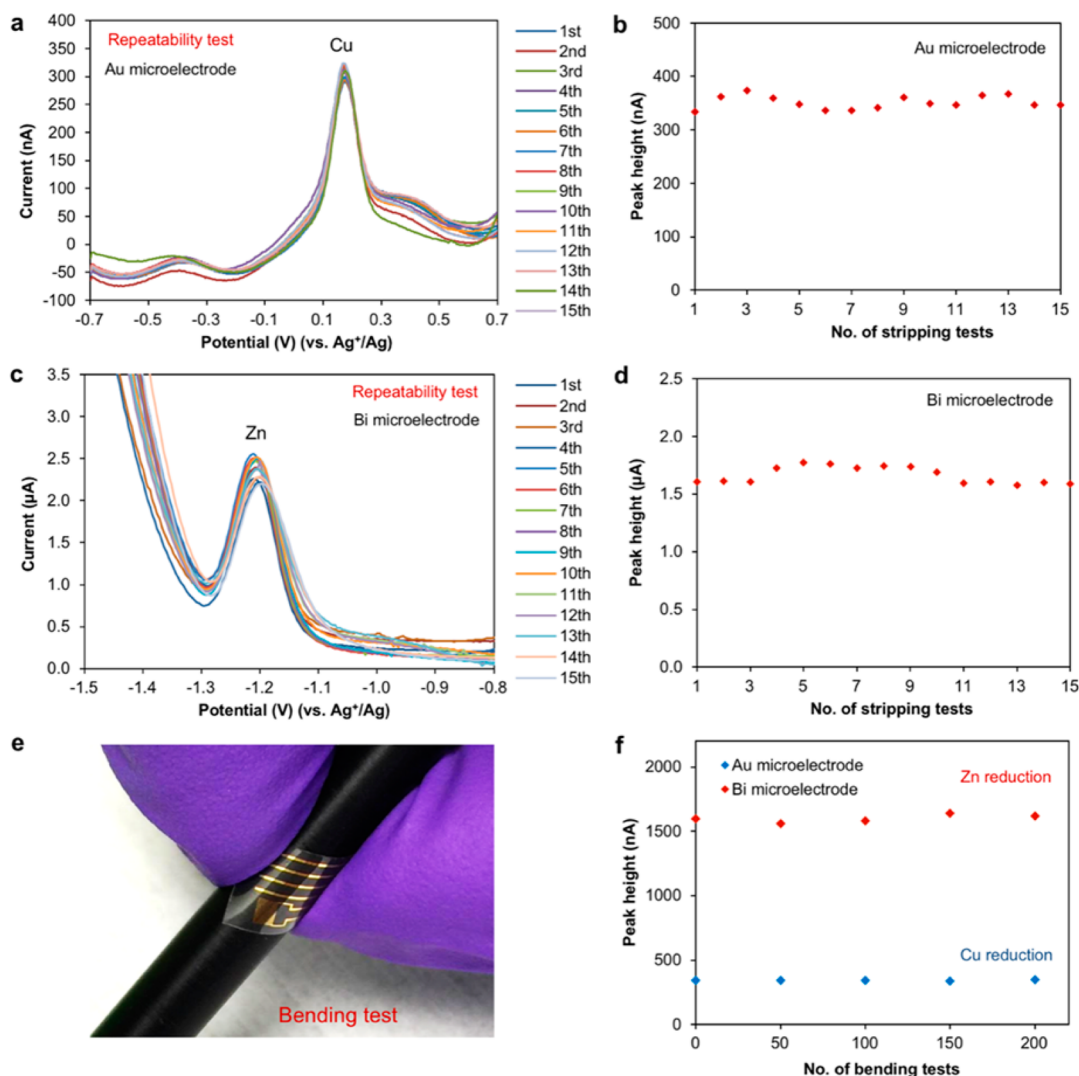 a
Repeatability test
Au microelectrode
Cu
Current (nA)
400
350
300
250
200
150
100
50
0
-50
-100
-0.7
-0.5
-0.3
-0.1
0.1
0.3
0.5
0.7
Potential (V) (vs. Ag⁺/Ag)
1st
2nd
3rd
4th
5th
6th
7th
8th
9th
10th
11th
12th
13th
14th
15th
b
Au microelectrode
Peak height (nA)
500
400
300
200
100
0
1
3
5
7
9
11
13
15
No. of stripping tests
c
Repeatability test
Bi microelectrode
Zn
Current (µA)
3.5
3.0
2.5
2.0
1.5
1.0
0.5
0.0
-1.5
-1.4
-1.3
-1.2
-1.1
-1.0
-0.9
-0.8
Potential (V) (vs. Ag⁺/Ag)
1st
2nd
3rd
4th
5th
6th
7th
8th
9th
10th
11th
12th
13th
14th
15th
d
Bi microelectrode
Peak height (µA)
2.5
2.0
1.5
1.0
0.5
0.0
1
3
5
7
9
11
13
15
No. of stripping tests
e
Bending test
f
Au microelectrode
Bi microelectrode
Zn reduction
Cu reduction
Peak height (nA)
2000
1500
1000
500
0
0
50
100
150
200
No. of bending tests